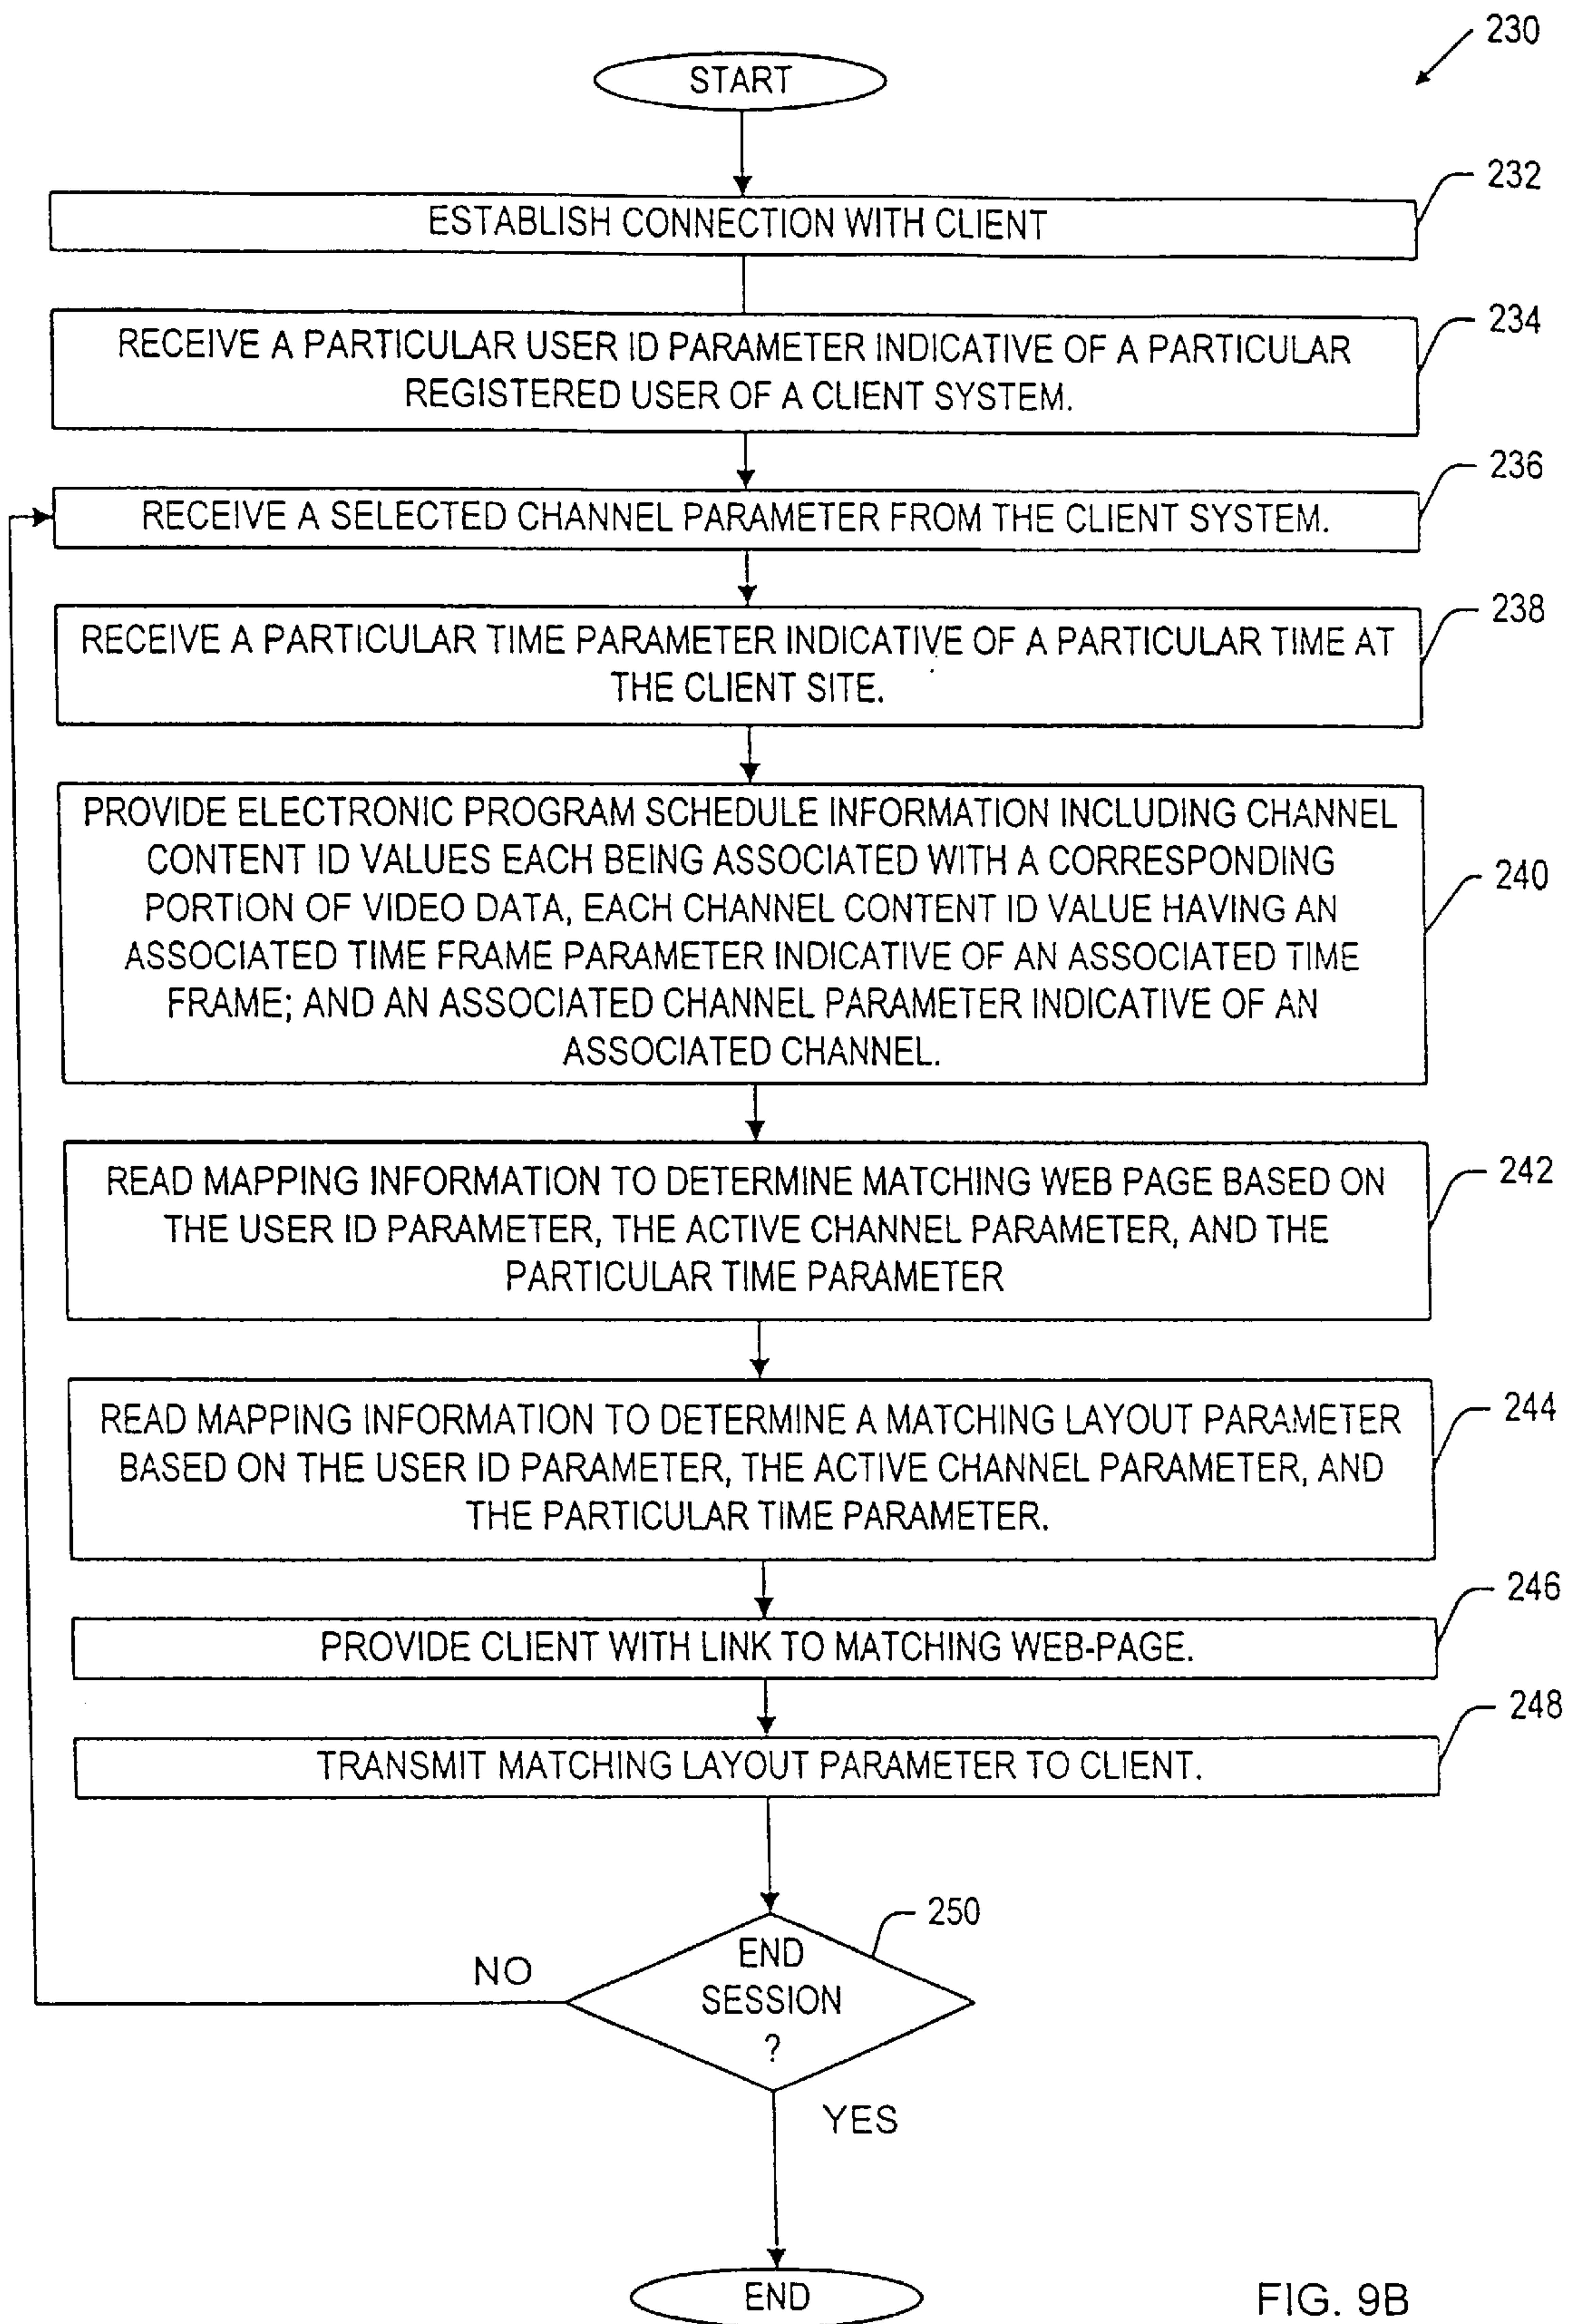 230
START
232
ESTABLISH CONNECTION WITH CLIENT
234
RECEIVE A PARTICULAR USER ID PARAMETER INDICATIVE OF A PARTICULAR
REGISTERED USER OF A CLIENT SYSTEM.
236
RECEIVE A SELECTED CHANNEL PARAMETER FROM THE CLIENT SYSTEM.
238
RECEIVE A PARTICULAR TIME PARAMETER INDICATIVE OF A PARTICULAR TIME AT
THE CLIENT SITE.
240
PROVIDE ELECTRONIC PROGRAM SCHEDULE INFORMATION INCLUDING CHANNEL
CONTENT ID VALUES EACH BEING ASSOCIATED WITH A CORRESPONDING
PORTION OF VIDEO DATA, EACH CHANNEL CONTENT ID VALUE HAVING AN
ASSOCIATED TIME FRAME PARAMETER INDICATIVE OF AN ASSOCIATED TIME
FRAME; AND AN ASSOCIATED CHANNEL PARAMETER INDICATIVE OF AN
ASSOCIATED CHANNEL.
242
READ MAPPING INFORMATION TO DETERMINE MATCHING WEB PAGE BASED ON
THE USER ID PARAMETER, THE ACTIVE CHANNEL PARAMETER, AND THE
PARTICULAR TIME PARAMETER
244
READ MAPPING INFORMATION TO DETERMINE A MATCHING LAYOUT PARAMETER
BASED ON THE USER ID PARAMETER, THE ACTIVE CHANNEL PARAMETER, AND
THE PARTICULAR TIME PARAMETER.
246
PROVIDE CLIENT WITH LINK TO MATCHING WEB-PAGE.
248
TRANSMIT MATCHING LAYOUT PARAMETER TO CLIENT.
250
END
SESSION
?
NO
YES
END
FIG. 9B